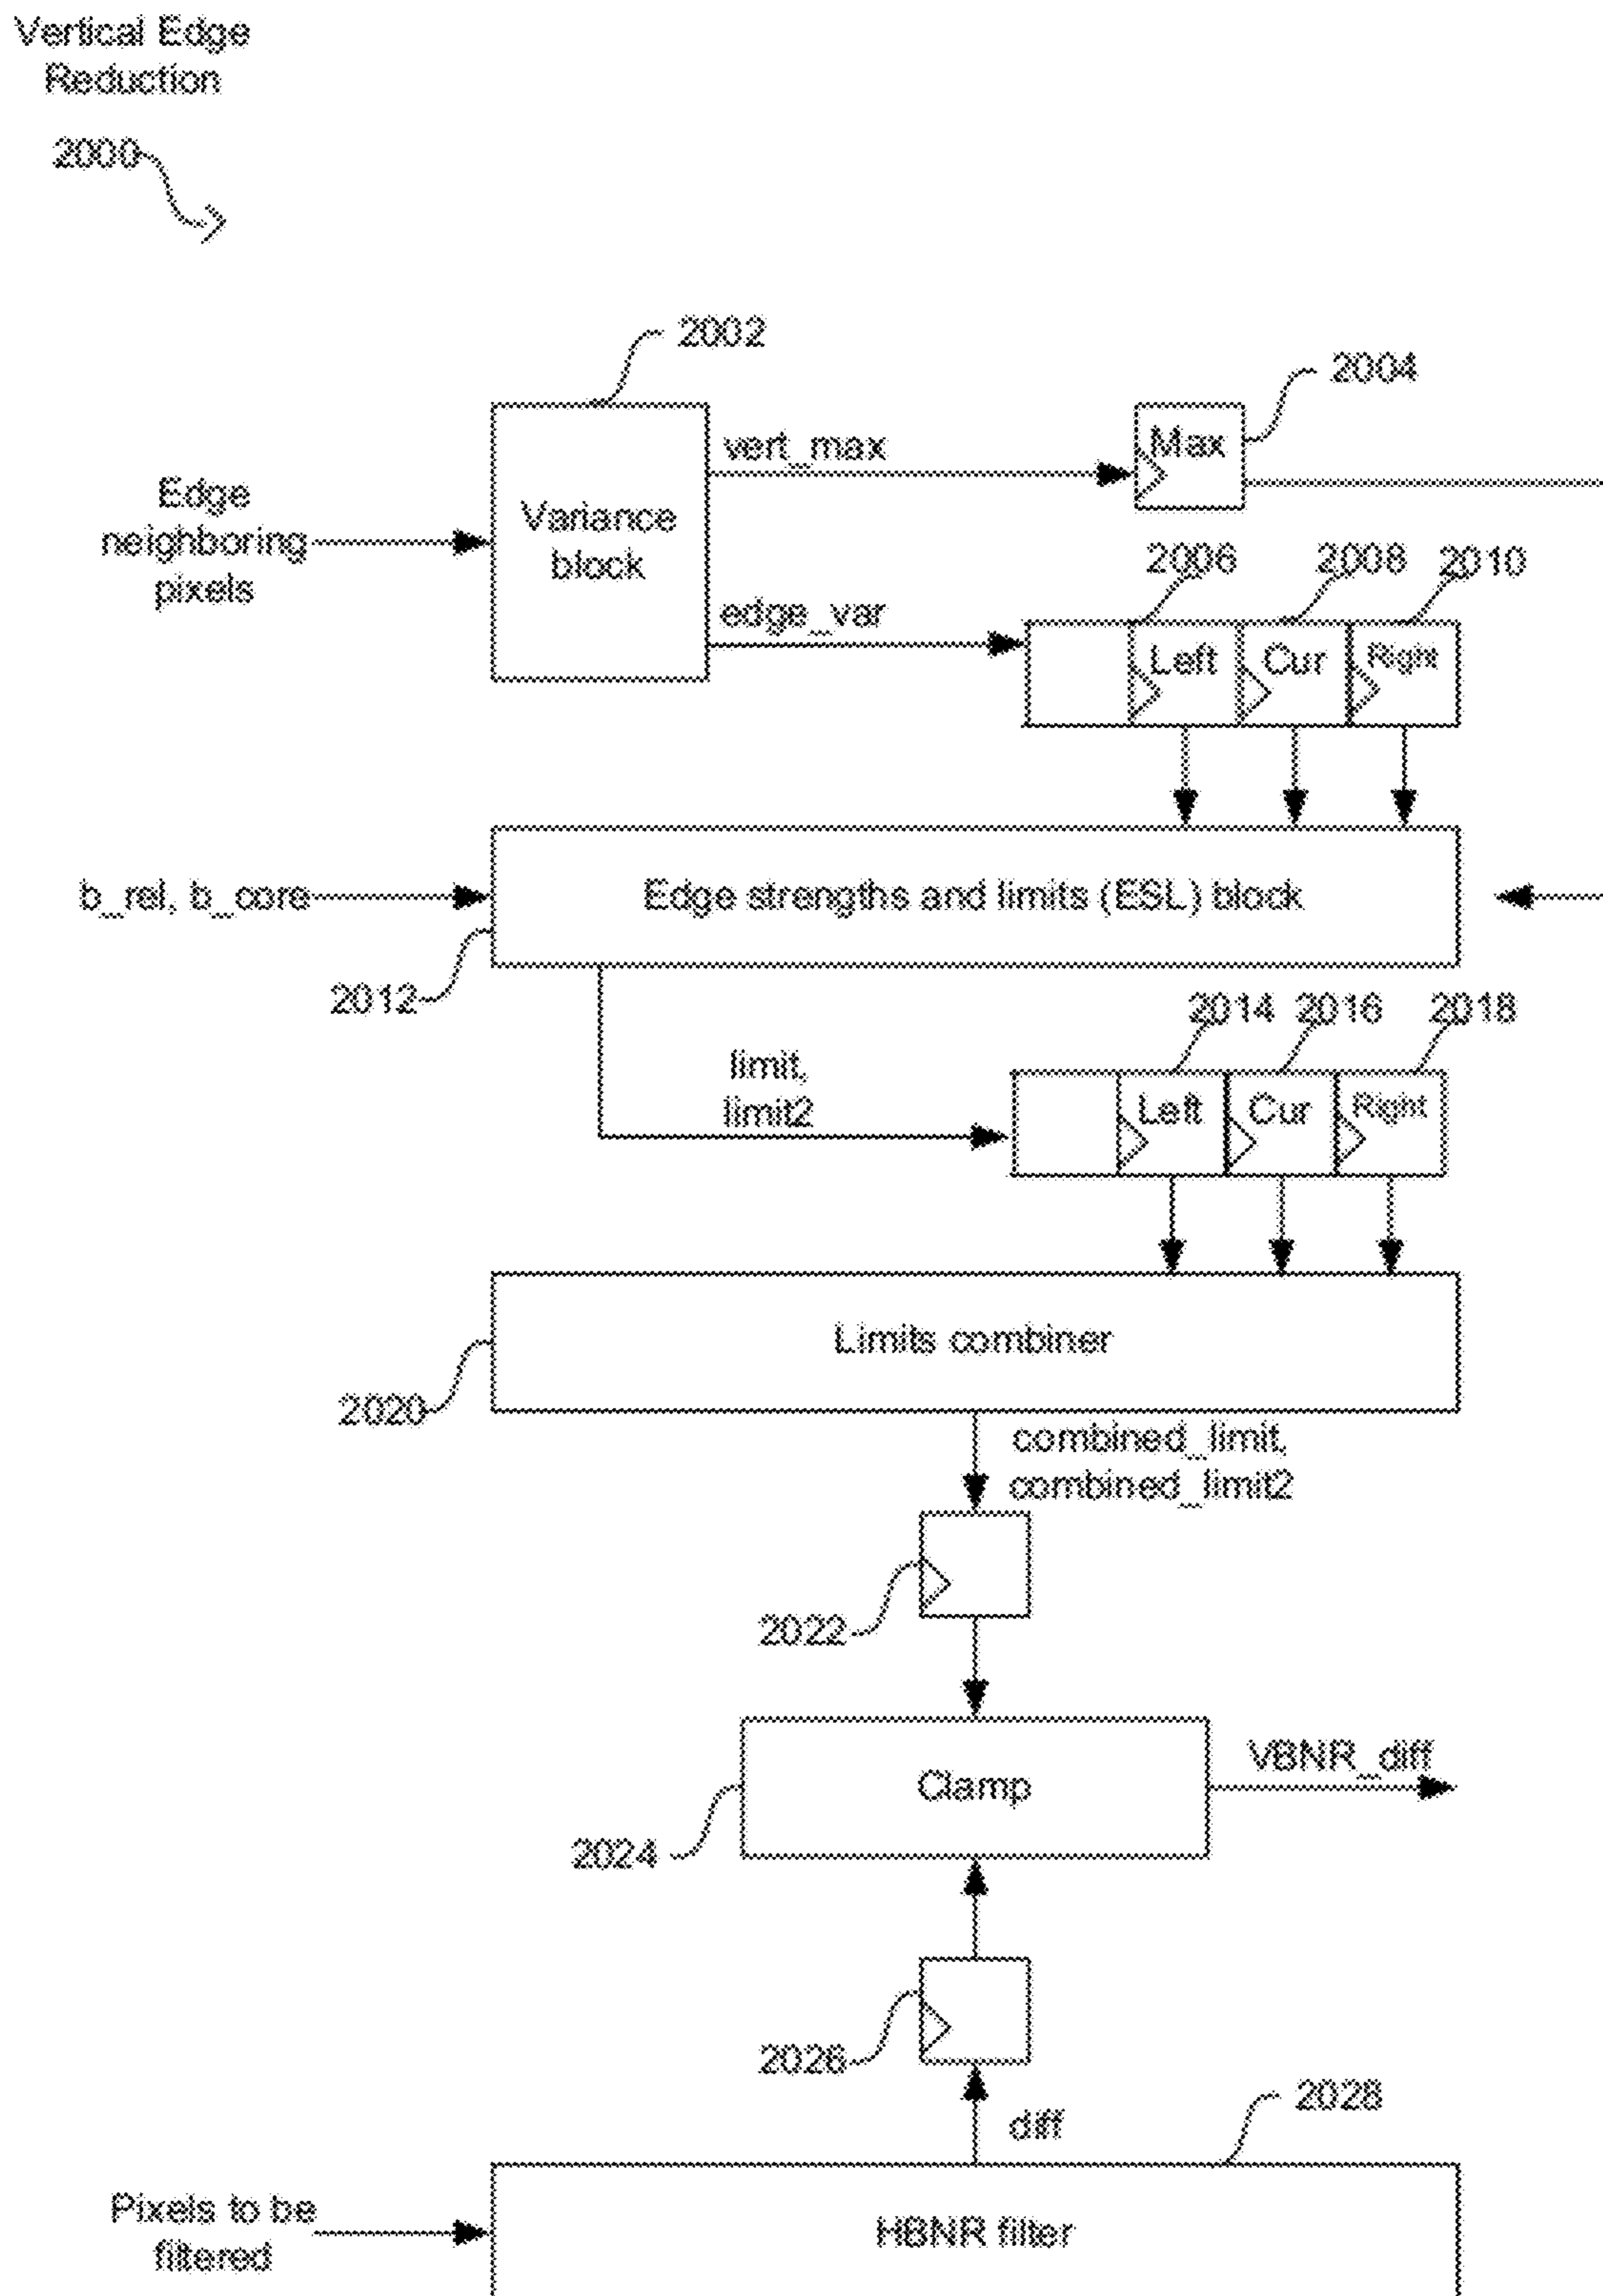 Vertical Edge
Reduction
2000
2002
2004
vert_max
Max
Edge
neighboring
pixels
Variance
block
2006
2008
2010
edge_var
Left
Cur
Right
b_rel, b_core
Edge strengths and limits (ESL) block
2012
2014
2016
2018
limit,
limit2
Left
Cur
Right
Limits combiner
2020
combined_limit,
combined_limit2
2022
VBNR_diff
Clamp
2024
2026
2028
diff
Pixels to be
filtered
HBNR filter